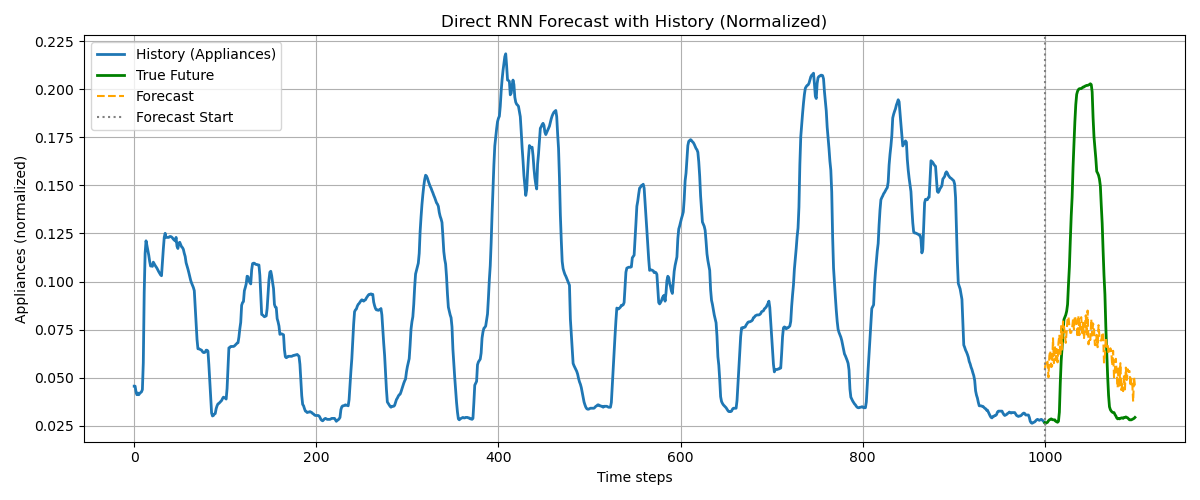 Direct RNN Forecast with History (Normalized)
History (Appliances)
True Future
Forecast
Forecast Start
Appliances (normalized)
0.225
0.200
0.175
0.150
0.125
0.100
0.075
0.050
0.025
0 200 400 600 800 1000
Time steps